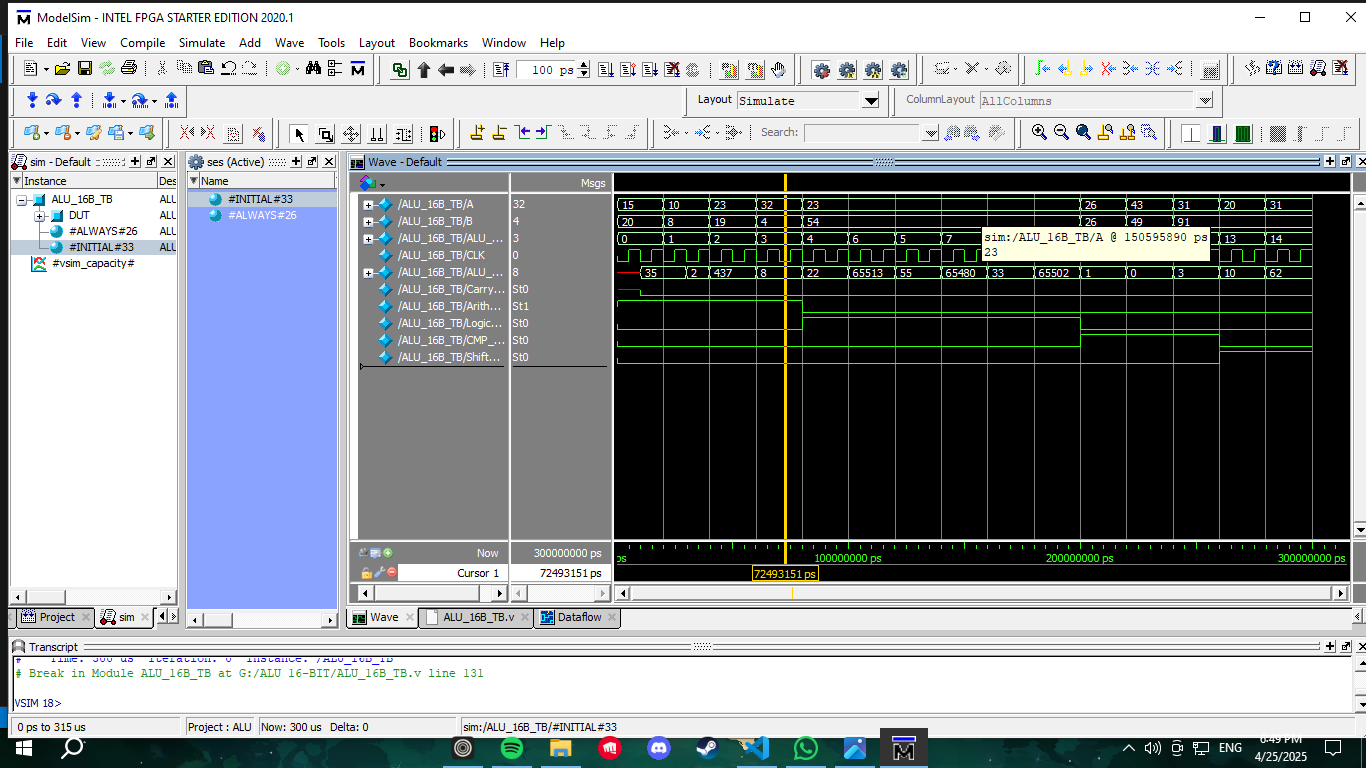 ModelSim - INTEL FPGA STARTER EDITION 2020.1
File Edit View Compile Simulate Add Wave Tools Layout Bookmarks Window Help
100 ps
Layout Simulate
ColumnLayout AllColumns
Search:
sim - Default
Instance Des
ALU_16B_TB ALU
DUT ALU
#ALWAYS#26 ALU
#INITIAL#33 ALU
#vsim_capacity#
ses (Active)
Name
#INITIAL#33
#ALWAYS#26
Wave - Default
Msgs
/ALU_16B_TB/A 32 15 10 23 32 23 26 43 31 20 31
/ALU_16B_TB/B 4 20 8 19 4 54 26 49 91
/ALU_16B_TB/ALU_... 3 0 1 2 3 4 6 5 7 13 14
/ALU_16B_TB/CLK 0
/ALU_16B_TB/ALU_... 8 35 2 437 8 22 65513 55 65480 33 65502 1 0 3 10 62
/ALU_16B_TB/Carry... St0
/ALU_16B_TB/Arith... St1
/ALU_16B_TB/Logic... St0
/ALU_16B_TB/CMP_... St0
/ALU_16B_TB/Shift... St0
sim:/ALU_16B_TB/A @ 150595890 ps
23
Now 300000000 ps ps 100000000 ps 200000000 ps 300000000 ps
Cursor 1 72493151 ps 72493151 ps
Project sim
Wave ALU_16B_TB.v Dataflow
Transcript
# Time: 300 us Iteration: 0 Instance: /ALU_16B_TB
# Break in Module ALU_16B_TB at G:/ALU 16-BIT/ALU_16B_TB.v line 131
VSIM 18>
0 ps to 315 us Project : ALU Now: 300 us Delta: 0 sim:/ALU_16B_TB/#INITIAL#33
ENG
6:49 PM
4/25/2025